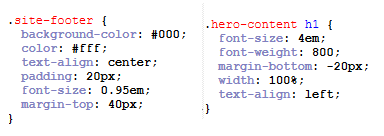 .site-footer {
  background-color: #000;
  color: #fff;
  text-align: center;
  padding: 20px;
  font-size: 0.95em;
  margin-top: 40px;
}
.hero-content h1 {
  font-size: 4em;
  font-weight: 800;
  margin-bottom: -20px;
  width: 100%;
  text-align: left;
}